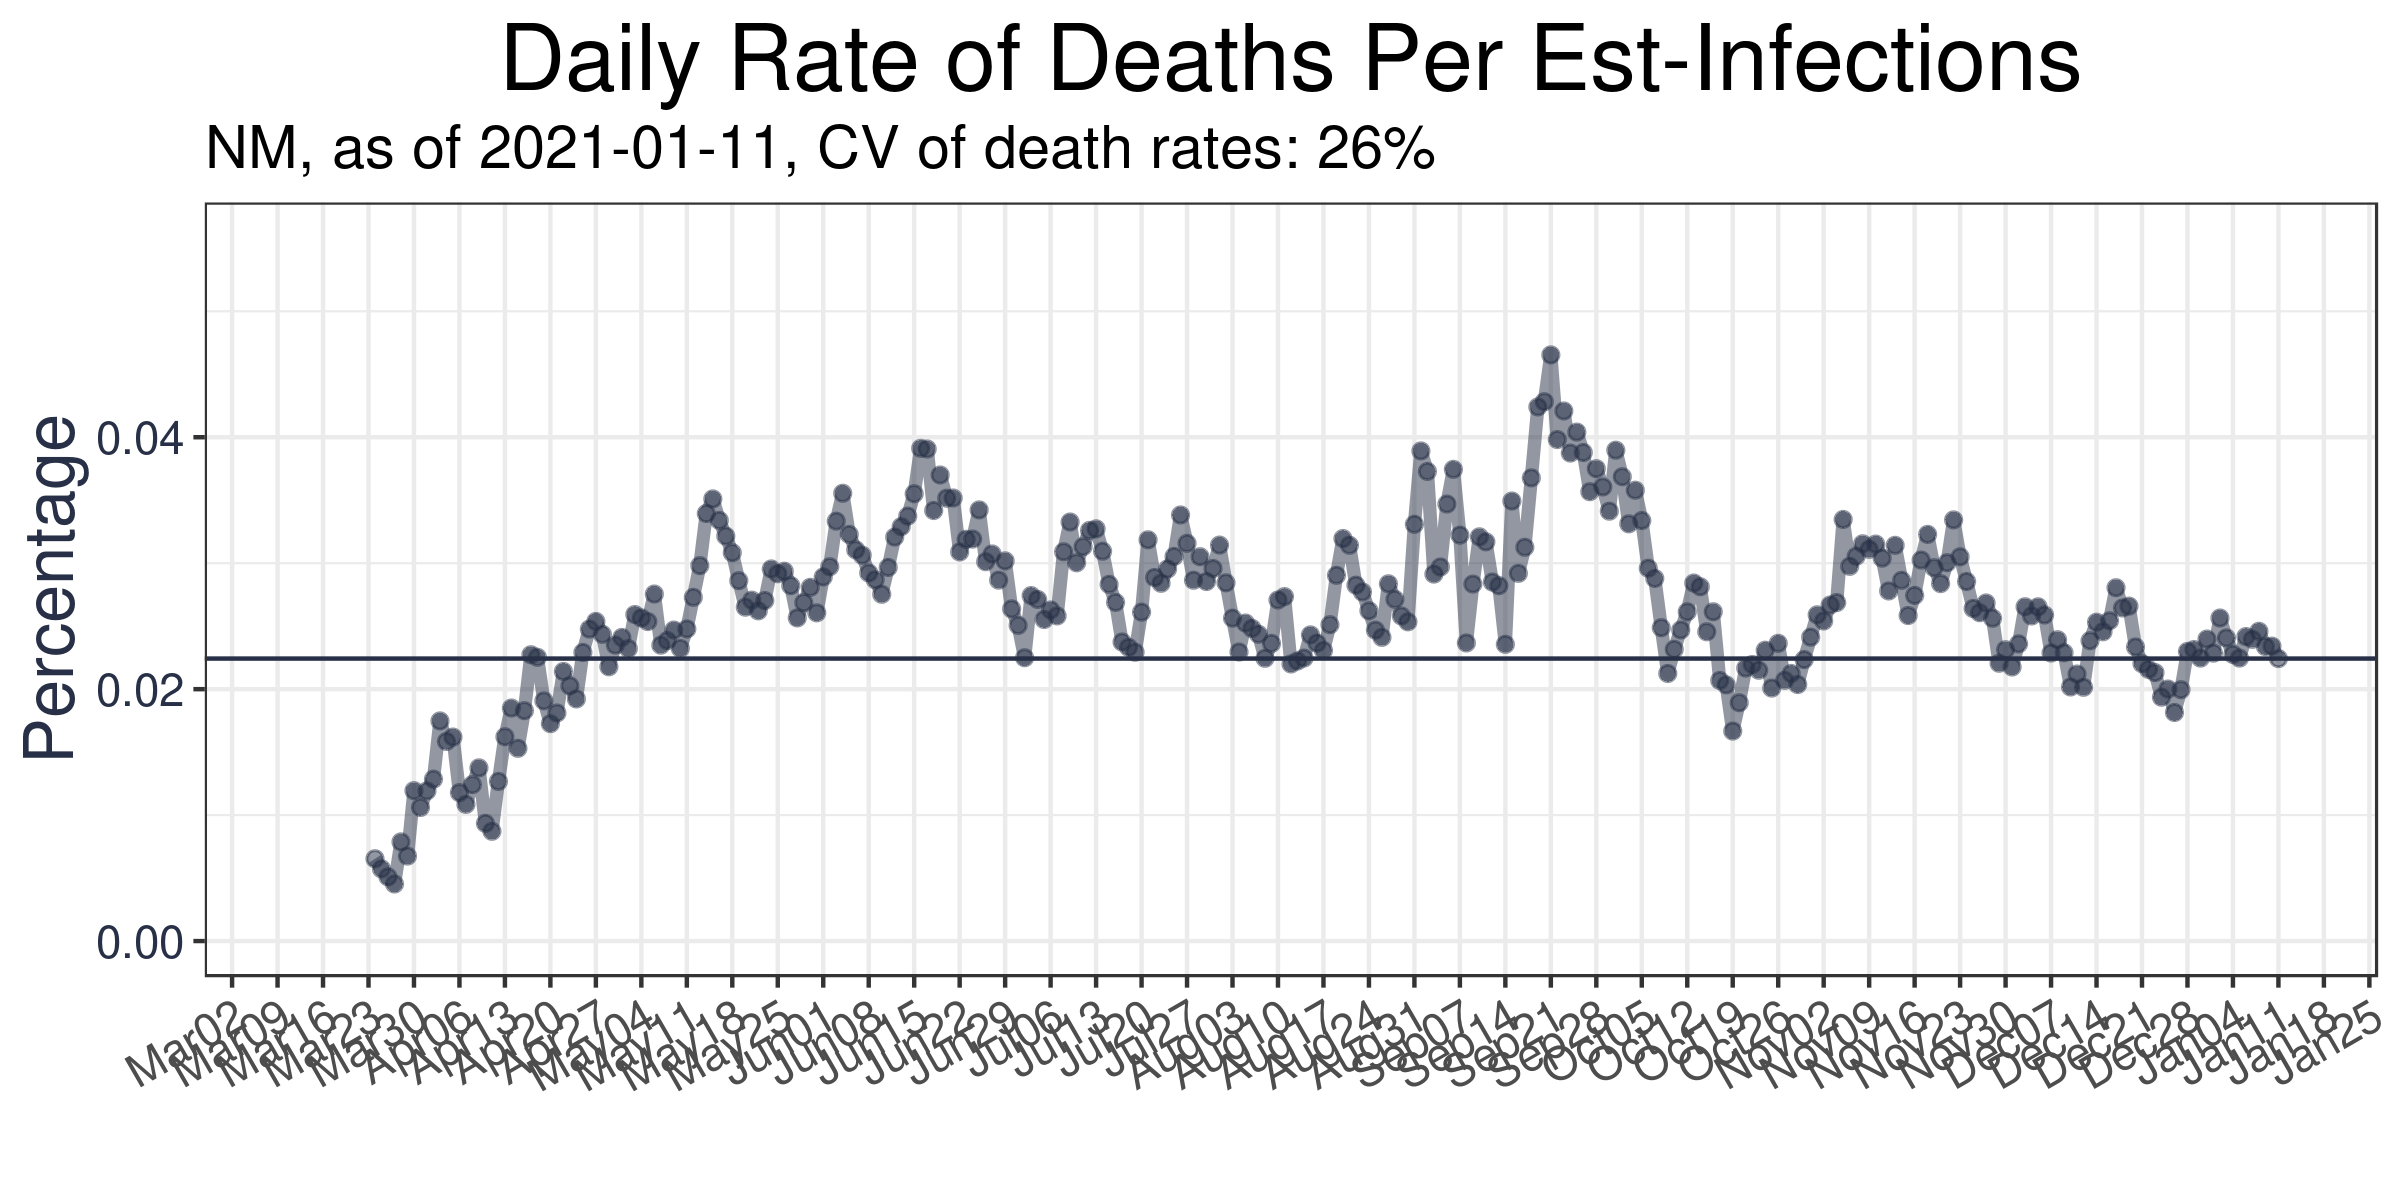 Daily Rate of Deaths Per Est-Infections
NM, as of 2021-01-11, CV of death rates: 26%
Percentage
0.04
0.02
0.00
Mar02
Mar09
Mar16
Mar23
Mar30
Apr06
Apr13
Apr20
Apr27
May04
May11
May18
May25
Jun01
Jun08
Jun15
Jun22
Jun29
Jul06
Jul13
Jul20
Jul27
Aug03
Aug10
Aug17
Aug24
Aug31
Sep07
Sep14
Sep21
Sep28
Oct05
Oct12
Oct19
Oct26
Nov02
Nov09
Nov16
Nov23
Nov30
Dec07
Dec14
Dec21
Dec28
Jan04
Jan11
Jan18
Jan25